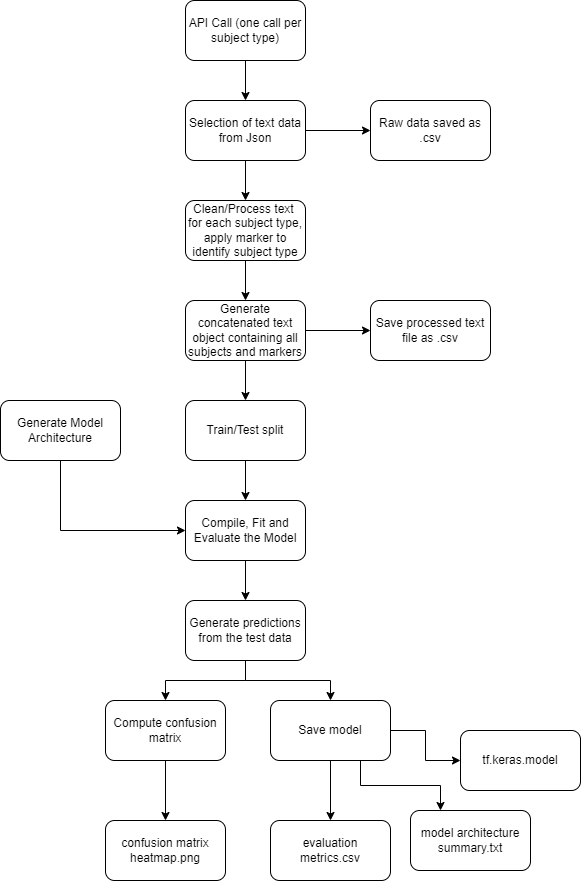 API Call (one call per
subject type)
Selection of text data
from Json
Raw data saved as
.csv
Clean/Process text
for each subject type,
apply marker to
identify subject type
Generate
concatenated text
object containing all
subjects and markers
Save processed text
file as .csv
Generate Model
Architecture
Train/Test split
Compile, Fit and
Evaluate the Model
Generate predictions
from the test data
Compute confusion
matrix
Save model
tf.keras.model
confusion matrix
heatmap.png
evaluation
metrics.csv
model architecture
summary.txt